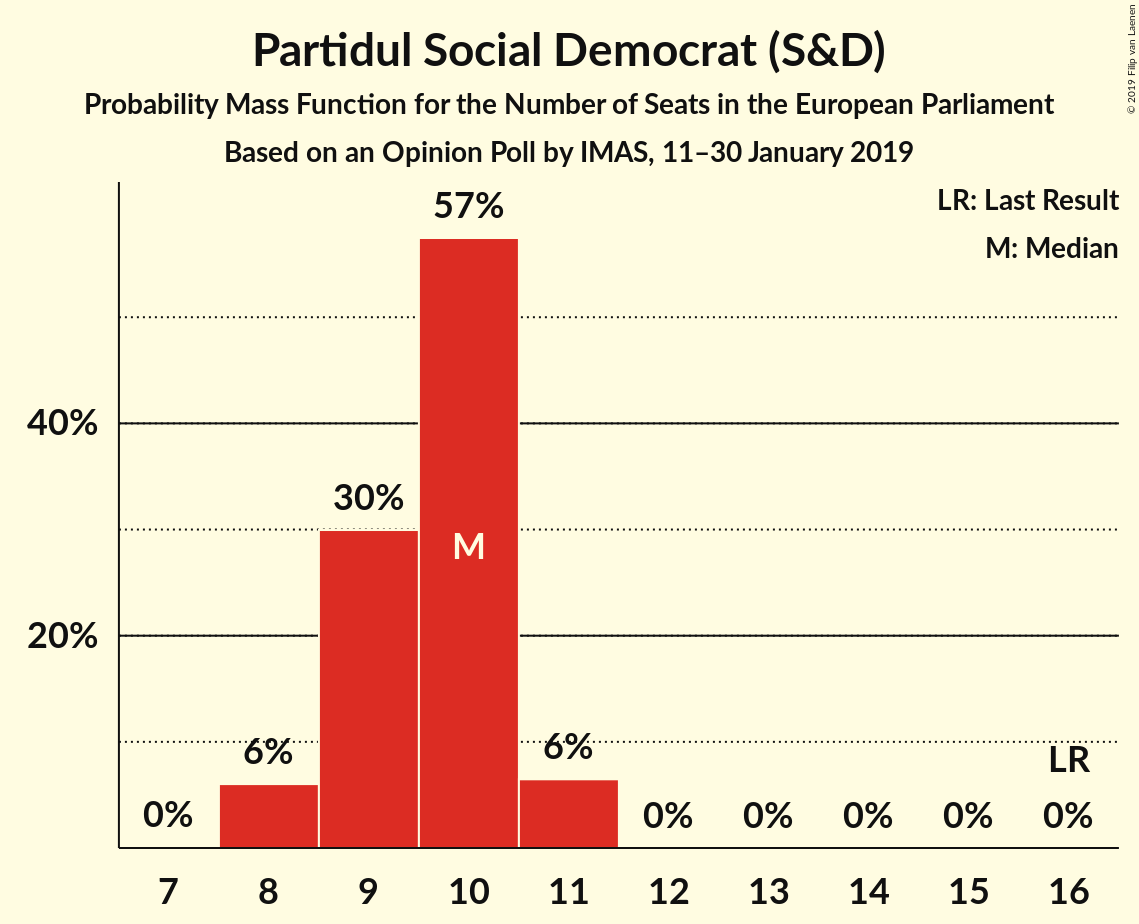 Partidul Social Democrat (S&D)
Probability Mass Function for the Number of Seats in the European Parliament
Based on an Opinion Poll by IMAS, 11–30 January 2019
© 2019 Filip van Laenen
LR: Last Result
M: Median
57%
40%
30%
M
20%
6%
6%
LR
0%
0%
0%
0%
0%
0%
7 8 9 10 11 12 13 14 15 16